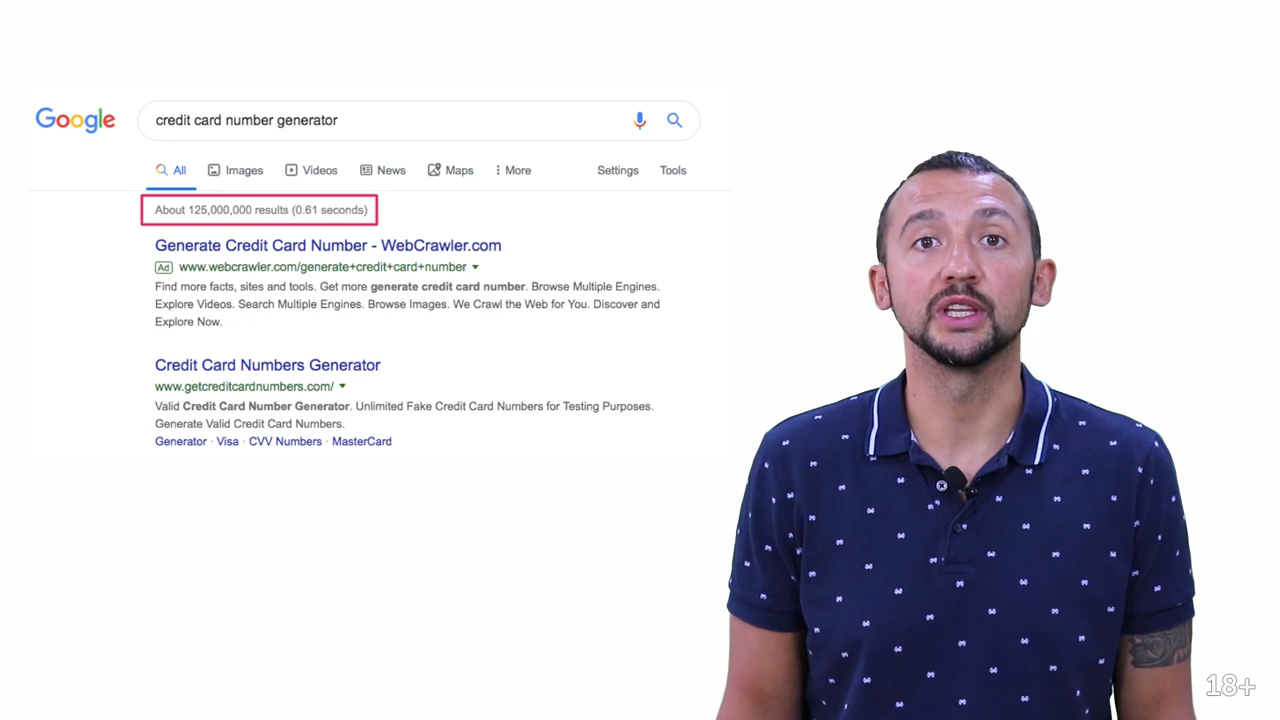 Google
credit card number generator
All Images Videos News Maps More Settings Tools
About 125,000,000 results (0.61 seconds)
Generate Credit Card Number - WebCrawler.com
Ad www.webcrawler.com/generate+credit+card+number
Find more facts, sites and tools. Get more generate credit card number. Browse Multiple Engines.
Explore Videos. Search Multiple Engines. Browse Images. We Crawl the Web for You. Discover and
Explore Now.
Credit Card Numbers Generator
www.getcreditcardnumbers.com/
Valid Credit Card Number Generator. Unlimited Fake Credit Card Numbers for Testing Purposes.
Generate Valid Credit Card Numbers.
Generator · Visa · CVV Numbers · MasterCard
18+